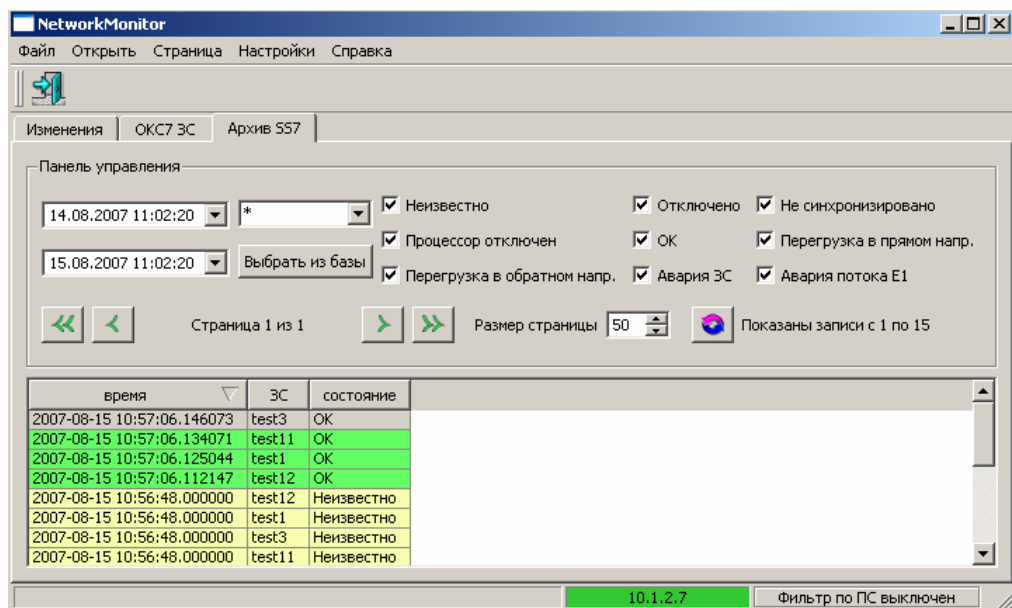 NetworkMonitor
Файл Открыть Страница Настройки Справка
Изменения ОКС7 ЗС Архив SS7
Панель управления
14.08.2007 11:02:20 * Неизвестно Отключено Не синхронизировано
Процессор отключен OK Перегрузка в прямом напр.
15.08.2007 11:02:20 Выбрать из базы
Перегрузка в обратном напр. Авария ЗС Авария потока E1
Страница 1 из 1 Размер страницы 50 Показаны записи с 1 по 15
время ЗС состояние
2007-08-15 10:57:06.146073 test3 OK
2007-08-15 10:57:06.134071 test11 OK
2007-08-15 10:57:06.125044 test1 OK
2007-08-15 10:57:06.112147 test12 OK
2007-08-15 10:56:48.000000 test12 Неизвестно
2007-08-15 10:56:48.000000 test1 Неизвестно
2007-08-15 10:56:48.000000 test3 Неизвестно
2007-08-15 10:56:48.000000 test11 Неизвестно
10.1.2.7 Фильтр по ПС выключен